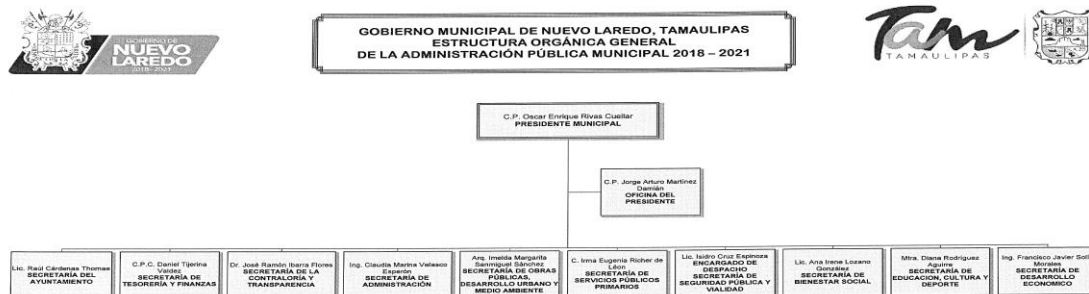 GOBIERNO DE
NUEVO
LAREDO
2018 - 2021
GOBIERNO MUNICIPAL DE NUEVO LAREDO, TAMAULIPAS
ESTRUCTURA ORGÁNICA GENERAL
DE LA ADMINISTRACIÓN PÚBLICA MUNICIPAL 2018 – 2021
Tam
TAMAULIPAS
C.P. Oscar Enrique Rivas Cuellar
PRESIDENTE MUNICIPAL
C.P. Jorge Arturo Martínez
Damián
OFICINA DEL
PRESIDENTE
Lic. Raúl Cárdenas Thomae
SECRETARÍA DEL
AYUNTAMIENTO
C.P.C. Daniel Tijerina
Valdez
SECRETARÍA DE
TESORERÍA Y FINANZAS
Dr. José Ramón Ibarra Flores
SECRETARÍA DE LA
CONTRALORÍA Y
TRANSPARENCIA
Ing. Claudia Marina Velasco
Esperón
SECRETARÍA DE
ADMINISTRACIÓN
Arq. Imelda Margarita
Sanmiguel Sánchez
SECRETARÍA DE OBRAS
PÚBLICAS,
DESARROLLO URBANO Y
MEDIO AMBIENTE
C. Irma Eugenia Richer de
León
SECRETARÍA DE
SERVICIOS PÚBLICOS
PRIMARIOS
Lic. Isidro Cruz Espinoza
ENCARGADO DE
DESPACHO
SECRETARÍA DE
SEGURIDAD PÚBLICA Y
VIALIDAD
Lic. Ana Irene Lozano
González
SECRETARÍA DE
BIENESTAR SOCIAL
Mtra. Diana Rodríguez
Aguirre
SECRETARÍA DE
EDUCACION, CULTURA Y
DEPORTE
Ing. Francisco Javier Solí
Morales
SECRETARÍA DE
DESARROLLO
ECONOMICO